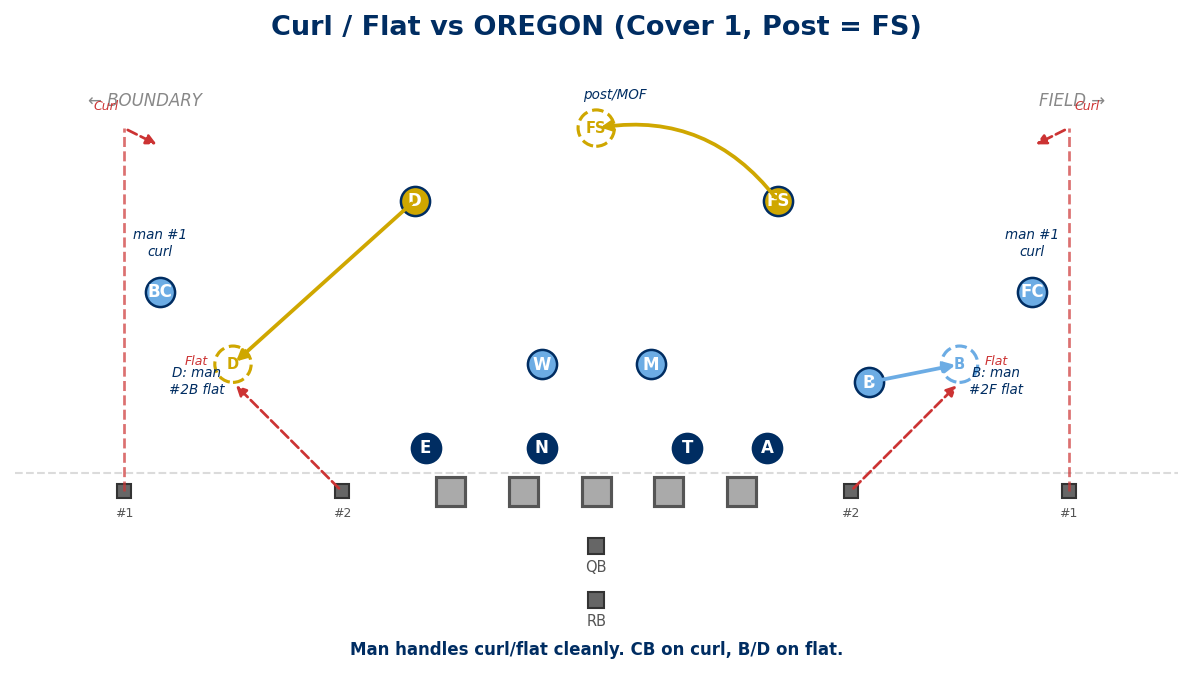 Curl / Flat vs OREGON (Cover 1, Post = FS)
← BOUNDARY
Curl
post/MOF
FIELD →
Curl
FS
D
FS
man #1
curl
man #1
curl
BC
FC
Flat
D
D: man
#2B flat
W
M
B
B
Flat
B: man
#2F flat
E
N
T
A
#1
#2
#2
#1
QB
RB
Man handles curl/flat cleanly. CB on curl, B/D on flat.